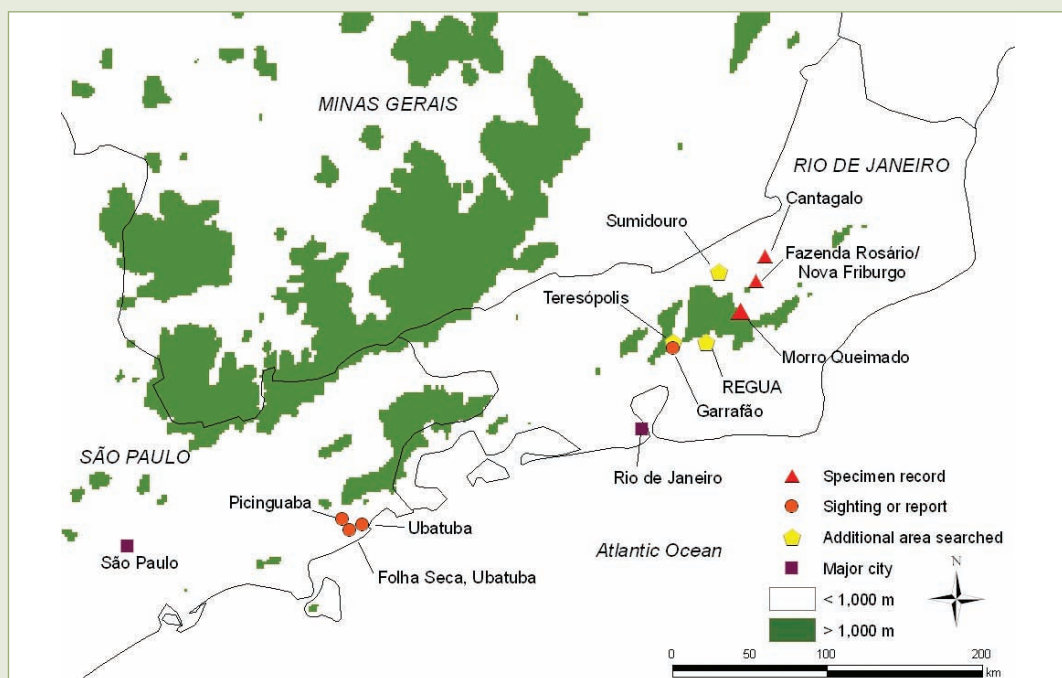 MINAS GERAIS
RIO DE JANEIRO
Cantagalo
Sumidouro
Fazenda Rosário/
Nova Friburgo
Teresópolis
Morro Queimado
REGUA
Garrafão
SÃO PAULO
Rio de Janeiro
Picinguaba
Ubatuba
São Paulo
Folha Seca, Ubatuba
Atlantic Ocean
Specimen record
Sighting or report
Additional area searched
Major city
N
< 1,000 m
> 1,000 m
0 50 100 200
km